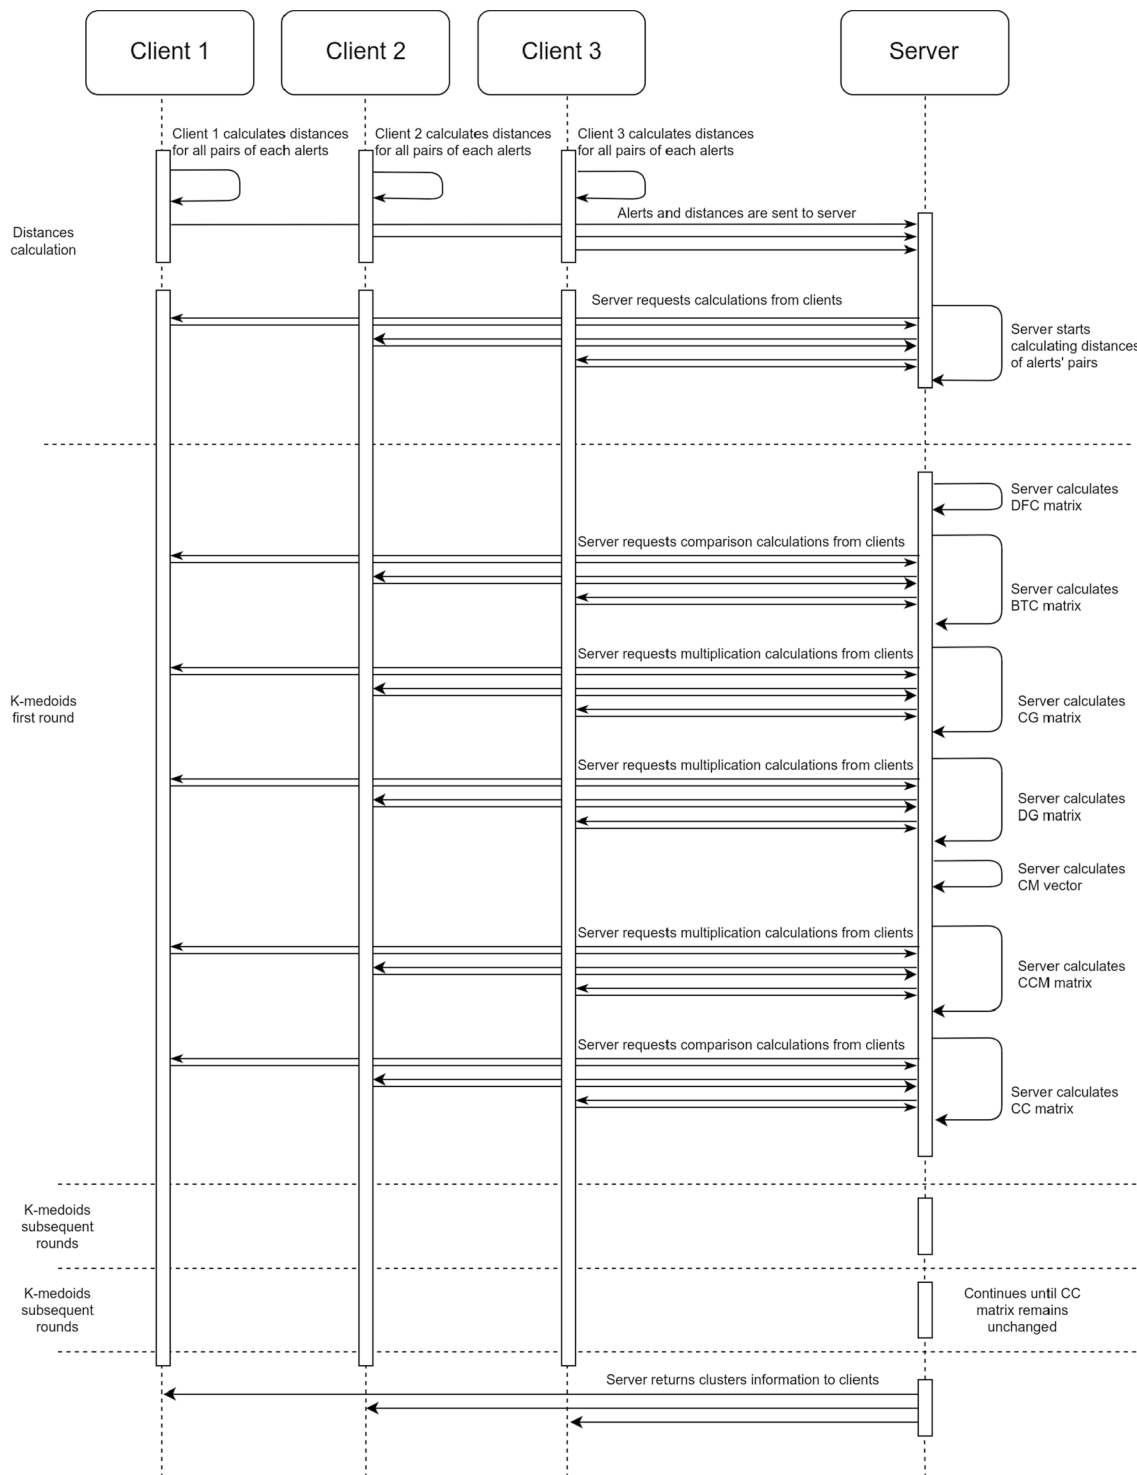 Client 1
Client 2
Client 3
Server
Client 1 calculates distances
for all pairs of each alerts
Client 2 calculates distances
for all pairs of each alerts
Client 3 calculates distances
for all pairs of each alerts
Alerts and distances are sent to server
Distances
calculation
Server requests calculations from clients
Server starts
calculating distances
of alerts' pairs
Server calculates
DFC matrix
Server requests comparison calculations from clients
Server calculates
BTC matrix
Server requests multiplication calculations from clients
K-medoids
first round
Server calculates
CG matrix
Server requests multiplication calculations from clients
Server calculates
DG matrix
Server calculates
CM vector
Server requests multiplication calculations from clients
Server calculates
CCM matrix
Server requests comparison calculations from clients
Server calculates
CC matrix
K-medoids
subsequent
rounds
K-medoids
subsequent
rounds
Continues until CC
matrix remains
unchanged
Server returns clusters information to clients